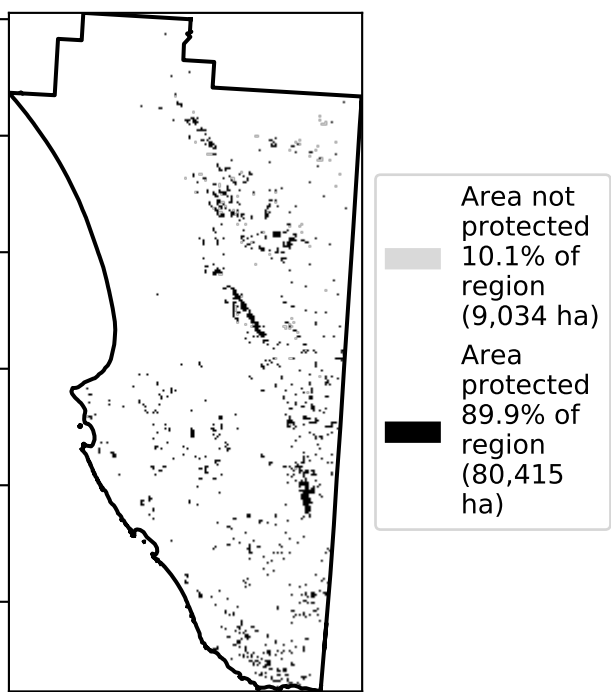 Area not
protected
10.1% of
region
(9,034 ha)
Area
protected
89.9% of
region
(80,415
ha)